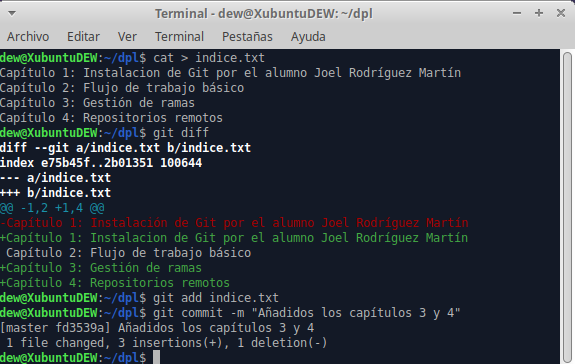 Terminal - dew@XubuntuDEW: ~/dpl
Archivo Editar Ver Terminal Pestañas Ayuda
dew@XubuntuDEW:~/dpl$ cat > indice.txt
Capítulo 1: Instalacion de Git por el alumno Joel Rodríguez Martín
Capítulo 2: Flujo de trabajo básico
Capítulo 3: Gestión de ramas
Capítulo 4: Repositorios remotos
dew@XubuntuDEW:~/dpl$ git diff
diff --git a/indice.txt b/indice.txt
index e75b45f..2b01351 100644
--- a/indice.txt
+++ b/indice.txt
@@ -1,2 +1,4 @@
-Capítulo 1: Instalación de Git por el alumno Joel Rodríguez Martín
+Capítulo 1: Instalacion de Git por el alumno Joel Rodríguez Martín
 Capítulo 2: Flujo de trabajo básico
+Capítulo 3: Gestión de ramas
+Capítulo 4: Repositorios remotos
dew@XubuntuDEW:~/dpl$ git add indice.txt
dew@XubuntuDEW:~/dpl$ git commit -m "Añadidos los capítulos 3 y 4"
[master fd3539a] Añadidos los capítulos 3 y 4
 1 file changed, 3 insertions(+), 1 deletion(-)
dew@XubuntuDEW:~/dpl$